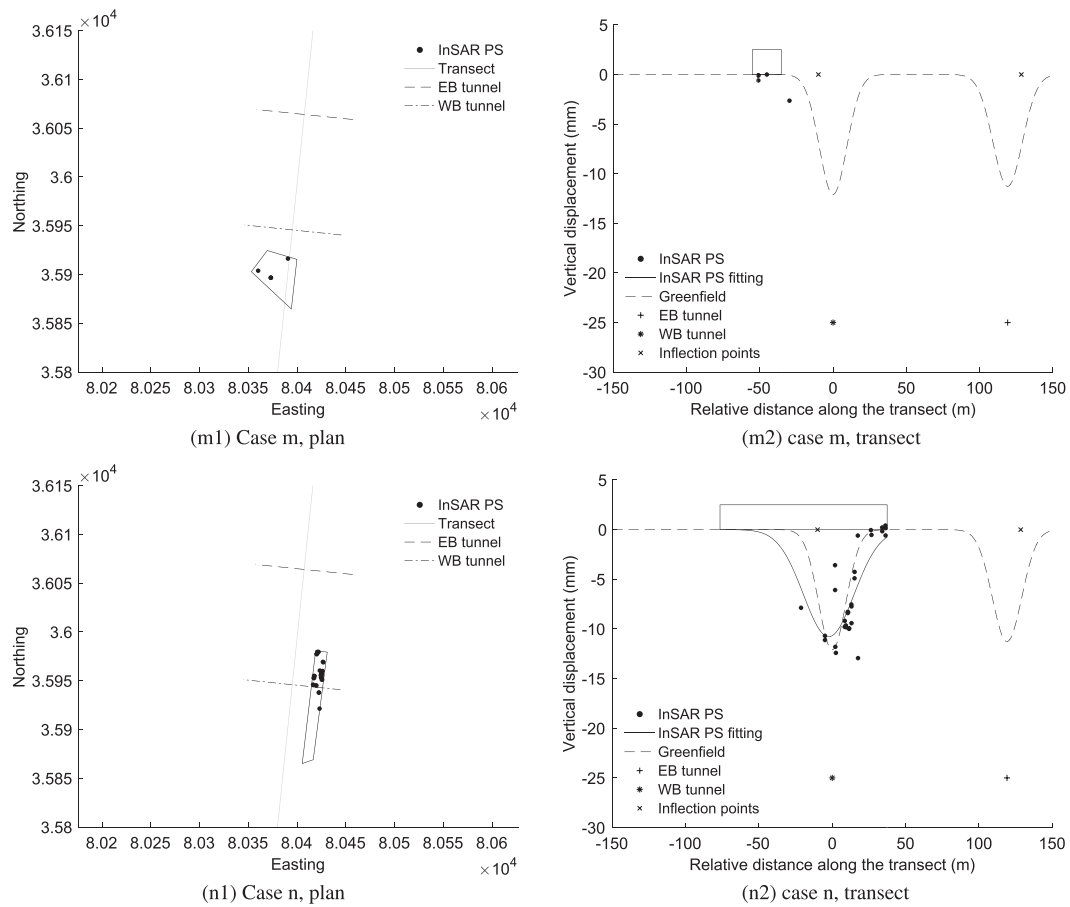 ×10⁴
3.615
3.61
3.605
3.6
3.595
3.59
3.585
3.58
Northing
InSAR PS
Transect
EB tunnel
WB tunnel
8.02 8.025 8.03 8.035 8.04 8.045 8.05 8.055 8.06
Easting
×10⁴
(m1) Case m, plan
5
0
-5
-10
-15
-20
-25
-30
Vertical displacement (mm)
InSAR PS
InSAR PS fitting
Greenfield
EB tunnel
WB tunnel
Inflection points
-150 -100 -50 0 50 100 150
Relative distance along the transect (m)
(m2) case m, transect
×10⁴
3.615
3.61
3.605
3.6
3.595
3.59
3.585
3.58
Northing
InSAR PS
Transect
EB tunnel
WB tunnel
8.02 8.025 8.03 8.035 8.04 8.045 8.05 8.055 8.06
Easting
×10⁴
(n1) Case n, plan
5
0
-5
-10
-15
-20
-25
-30
Vertical displacement (mm)
InSAR PS
InSAR PS fitting
Greenfield
EB tunnel
WB tunnel
Inflection points
-150 -100 -50 0 50 100 150
Relative distance along the transect (m)
(n2) case n, transect